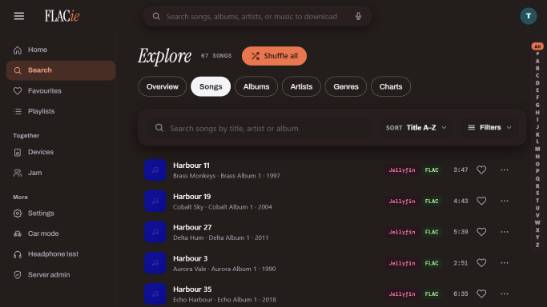 FLACie
Search songs, albums, artists, or music to download
T
Home
Search
Favourites
Playlists
Together
Devices
Jam
More
Settings
Car mode
Headphone test
Server admin
Explore
67 SONGS
Shuffle all
Overview
Songs
Albums
Artists
Genres
Charts
Search songs by title, artist or album
SORT Title A-Z
Filters
Harbour 11
Brass Monkeys · Brass Album 1 · 1997
Jellyfin FLAC 3:47
Harbour 19
Cobalt Sky · Cobalt Album 1 · 2004
Jellyfin FLAC 4:43
Harbour 27
Delta Hum · Delta Album 1 · 2011
Jellyfin FLAC 5:39
Harbour 3
Aurora Vale · Aurora Album 1 · 1990
Jellyfin FLAC 2:51
Harbour 35
Echo Harbour · Echo Album 1 · 2018
Jellyfin FLAC 6:35
All
#
A
B
C
D
E
F
G
H
I
J
K
L
M
N
O
P
Q
R
S
T
U
V
W
X
Y
Z